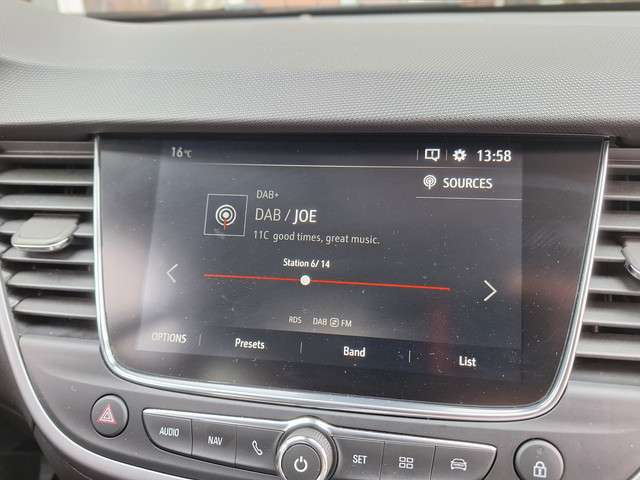 16°C 13:58
SOURCES
DAB+
DAB / JOE
11C good times, great music.
Station 6/ 14
RDS DAB FM
OPTIONS Presets Band List
AUDIO NAV SET